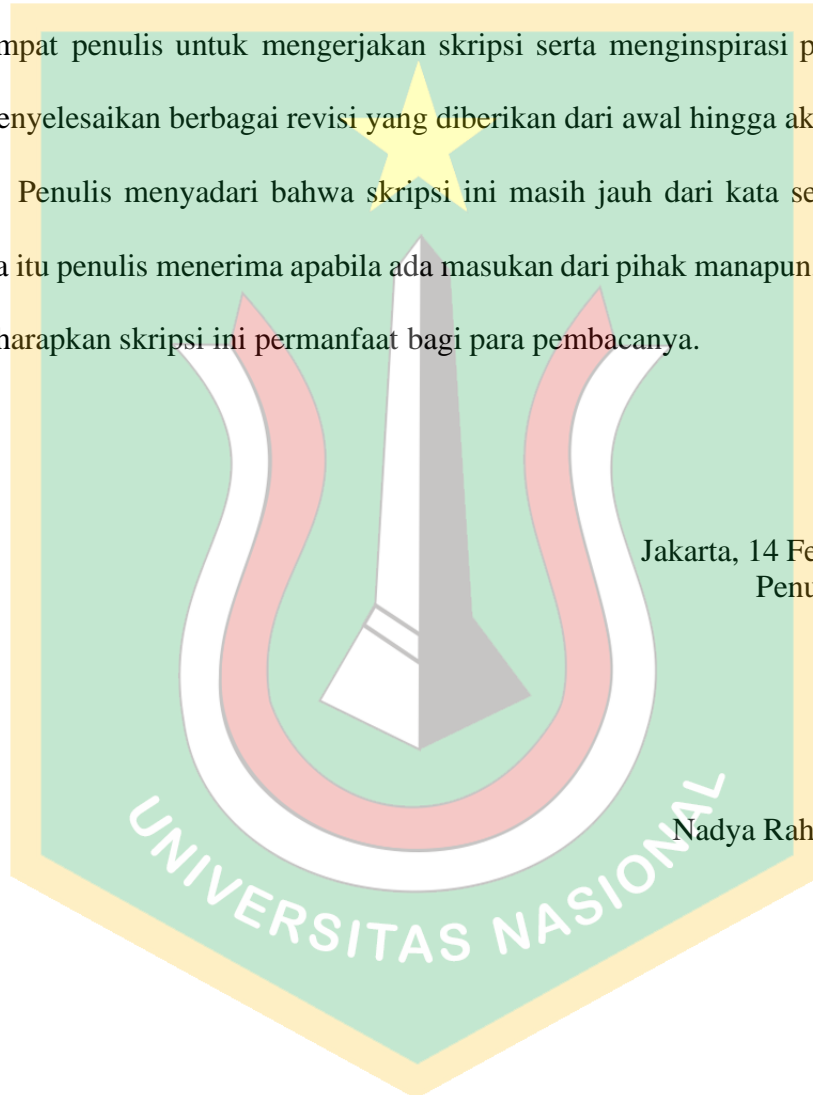 mpat penulis untuk mengerjakan skripsi serta menginspirasi p
enyelesaikan berbagai revisi yang diberikan dari awal hingga ak
Penulis menyadari bahwa skripsi ini masih jauh dari kata se
a itu penulis menerima apabila ada masukan dari pihak manapun
harapkan skripsi ini permanfaat bagi para pembacanya.
Jakarta, 14 Fe
Penu
Nadya Rah
UNIVERSITAS NASIONAL